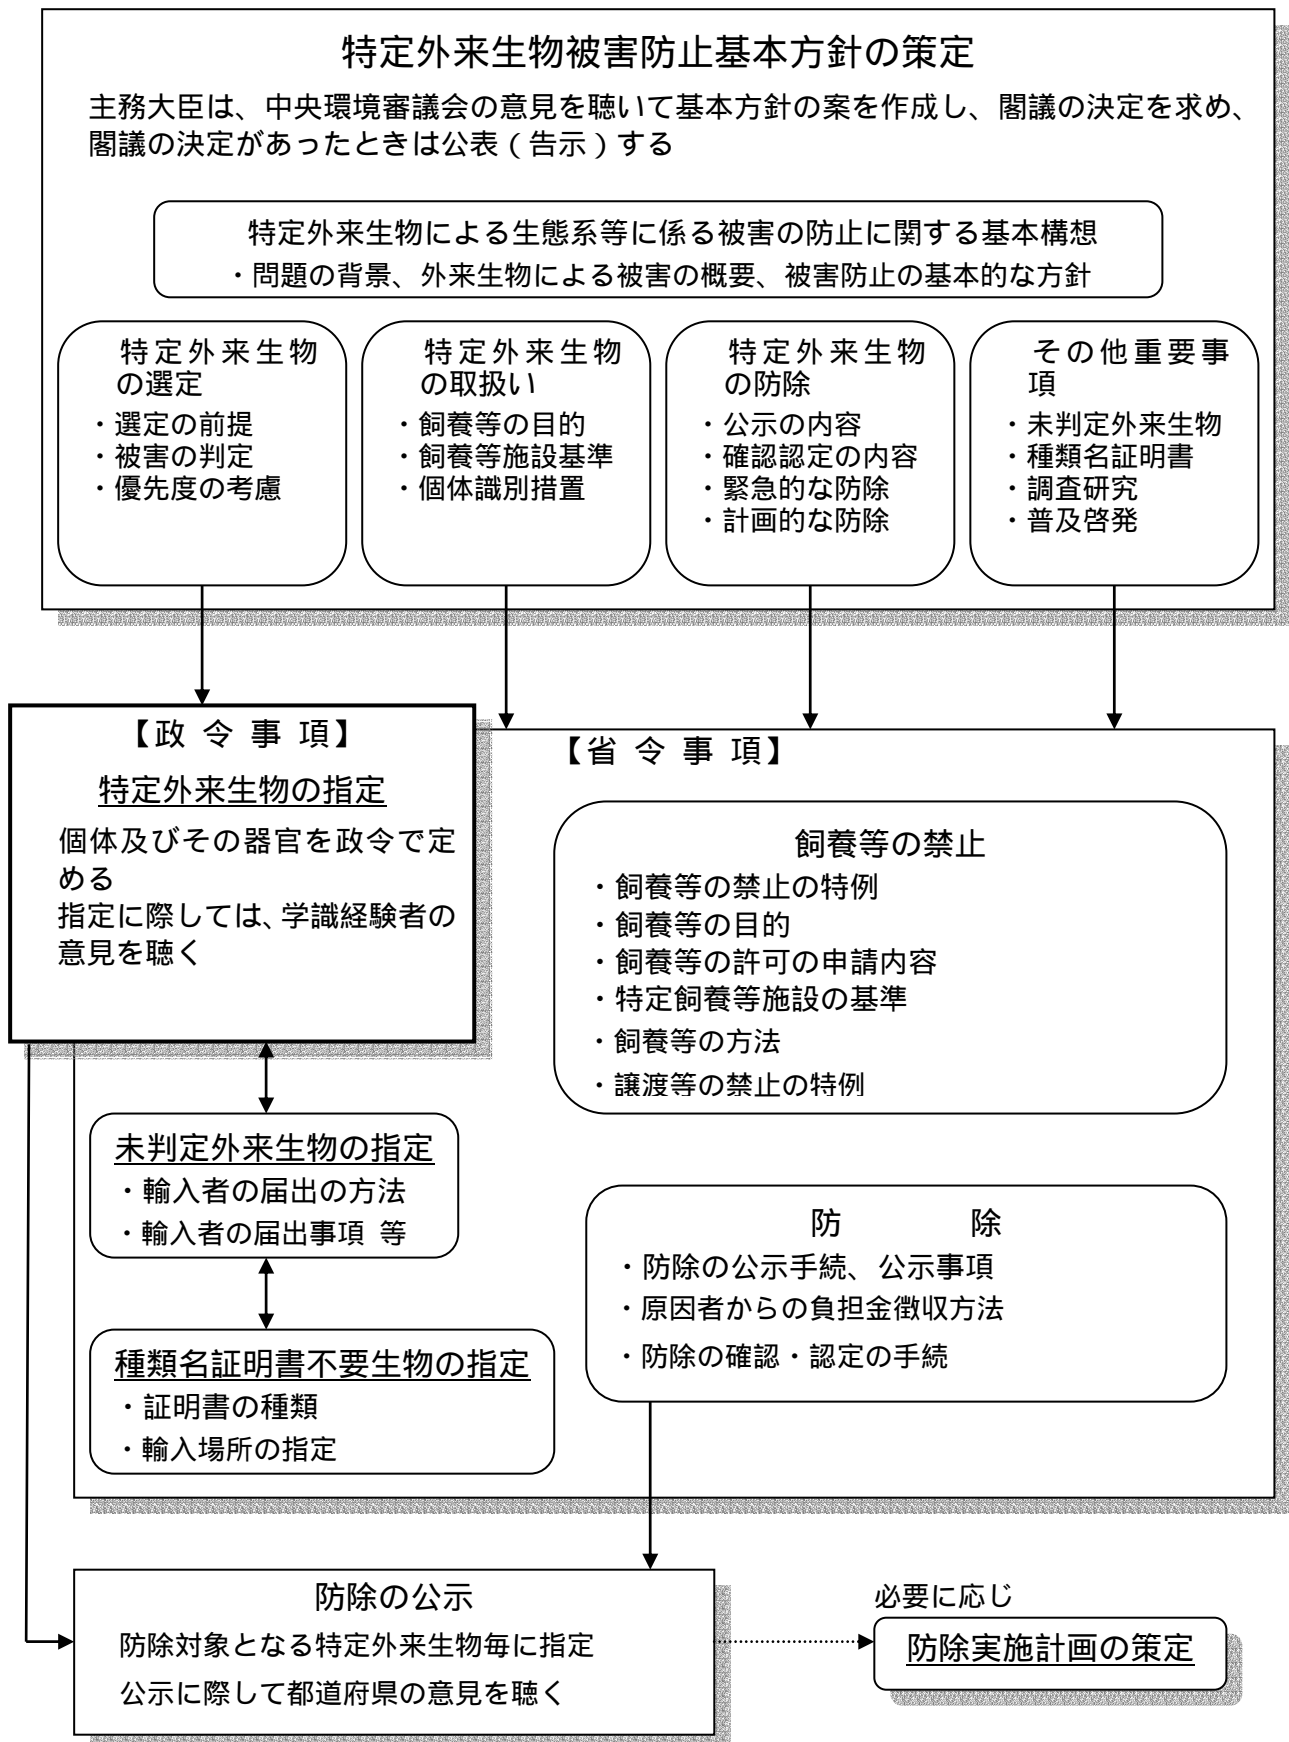 特定外来生物被害防止基本方針の策定
主務大臣は、中央環境審議会の意見を聴いて基本方針の案を作成し、閣議の決定を求め、
閣議の決定があったときは公表（告示）する
特定外来生物による生態系等に係る被害の防止に関する基本構想
・問題の背景、外来生物による被害の概要、被害防止の基本的な方針
特定外来生物
の選定
・選定の前提
・被害の判定
・優先度の考慮
特定外来生物
の取扱い
・飼養等の目的
・飼養等施設基準
・個体識別措置
特定外来生物
の防除
・公示の内容
・確認認定の内容
・緊急的な防除
・計画的な防除
その他重要事
項
・未判定外来生物
・種類名証明書
・調査研究
・普及啓発
【政 令 事 項】
特定外来生物の指定
個体及びその器官を政令で定
める
指定に際しては、学識経験者の
意見を聴く
【省 令 事 項】
飼養等の禁止
・飼養等の禁止の特例
・飼養等の目的
・飼養等の許可の申請内容
・特定飼養等施設の基準
・飼養等の方法
・譲渡等の禁止の特例
未判定外来生物の指定
・輸入者の届出の方法
・輸入者の届出事項 等
種類名証明書不要生物の指定
・証明書の種類
・輸入場所の指定
防 除
・防除の公示手続、公示事項
・原因者からの負担金徴収方法
・防除の確認・認定の手続
防除の公示
防除対象となる特定外来生物毎に指定
公示に際して都道府県の意見を聴く
必要に応じ
防除実施計画の策定